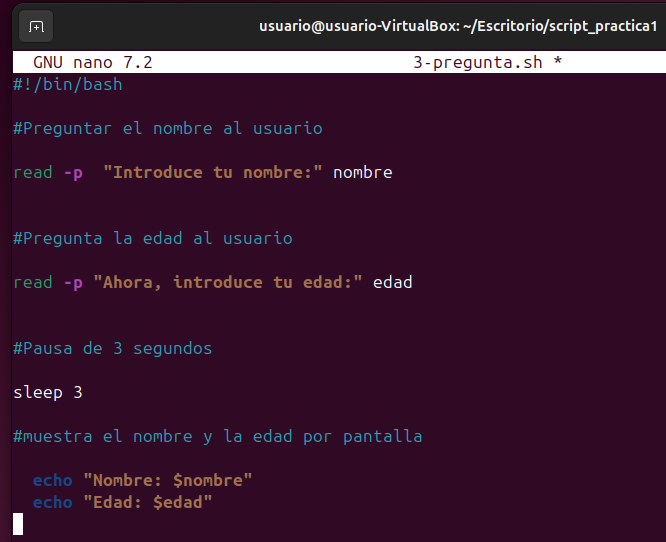 usuario@usuario-VirtualBox: ~/Escritorio/script_practica1
GNU nano 7.2 3-pregunta.sh *
#!/bin/bash
#Preguntar el nombre al usuario
read -p  "Introduce tu nombre:" nombre
#Pregunta la edad al usuario
read -p "Ahora, introduce tu edad:" edad
#Pausa de 3 segundos
sleep 3
#muestra el nombre y la edad por pantalla
echo "Nombre: $nombre"
echo "Edad: $edad"